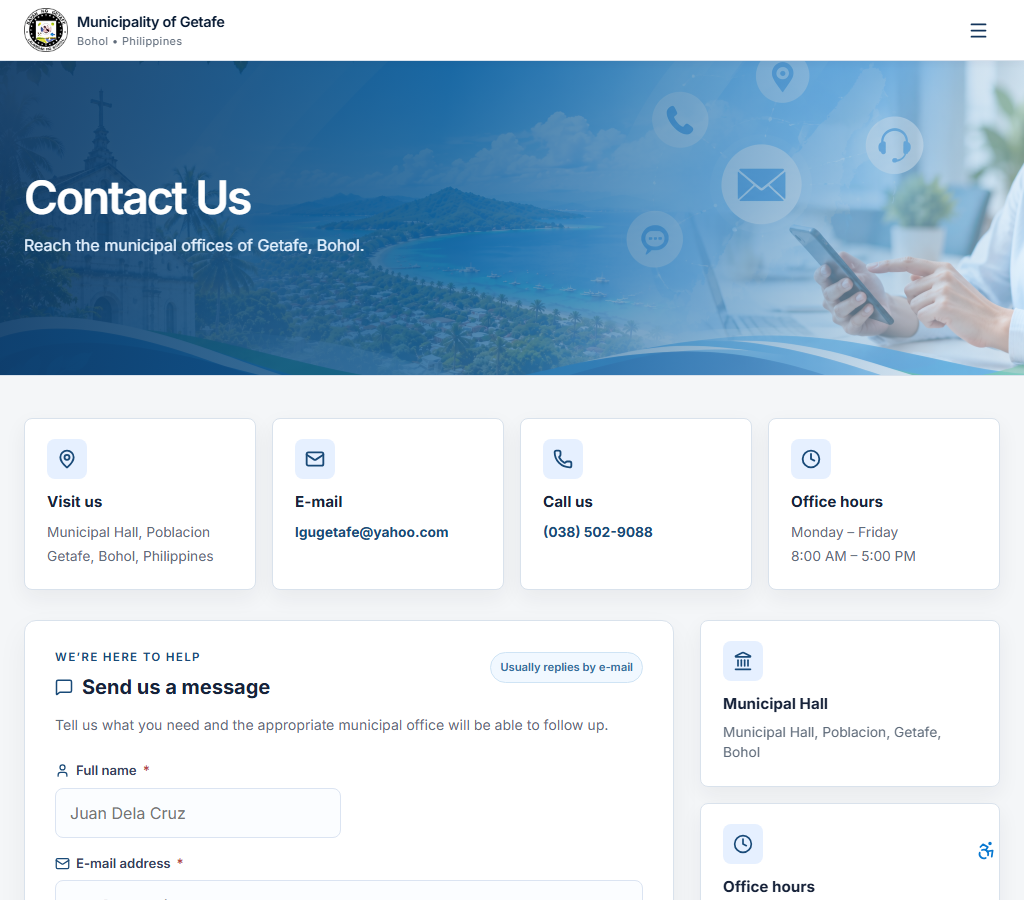 Municipality of Getafe
Bohol • Philippines
Contact Us
Reach the municipal offices of Getafe, Bohol.
Visit us
Municipal Hall, Poblacion
Getafe, Bohol, Philippines
E-mail
lgugetafe@yahoo.com
Call us
(038) 502-9088
Office hours
Monday – Friday
8:00 AM – 5:00 PM
WE'RE HERE TO HELP
Send us a message
Usually replies by e-mail
Tell us what you need and the appropriate municipal office will be able to follow up.
Full name *
Juan Dela Cruz
E-mail address *
Municipal Hall
Municipal Hall, Poblacion, Getafe,
Bohol
Office hours